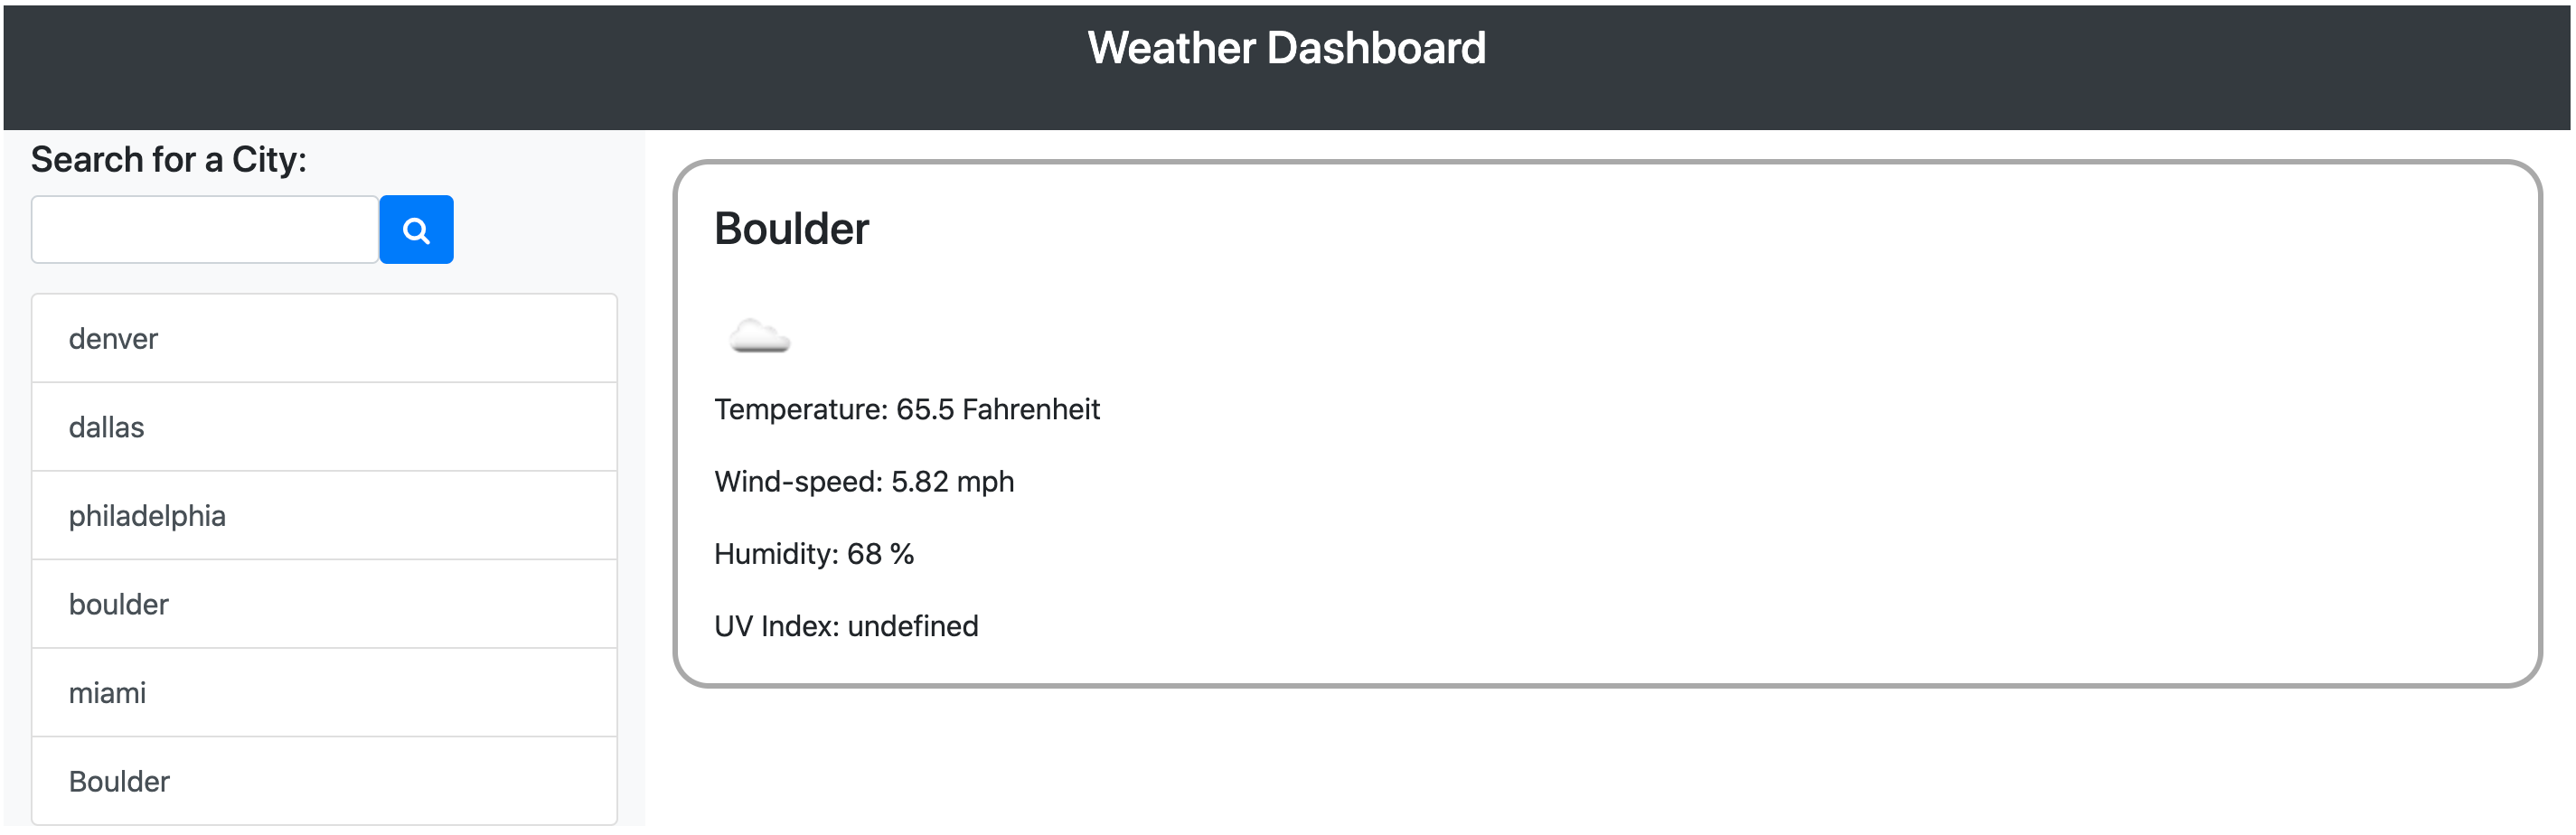 Weather Dashboard
Search for a City:
denver
dallas
philadelphia
boulder
miami
Boulder
Boulder
Temperature: 65.5 Fahrenheit
Wind-speed: 5.82 mph
Humidity: 68 %
UV Index: undefined